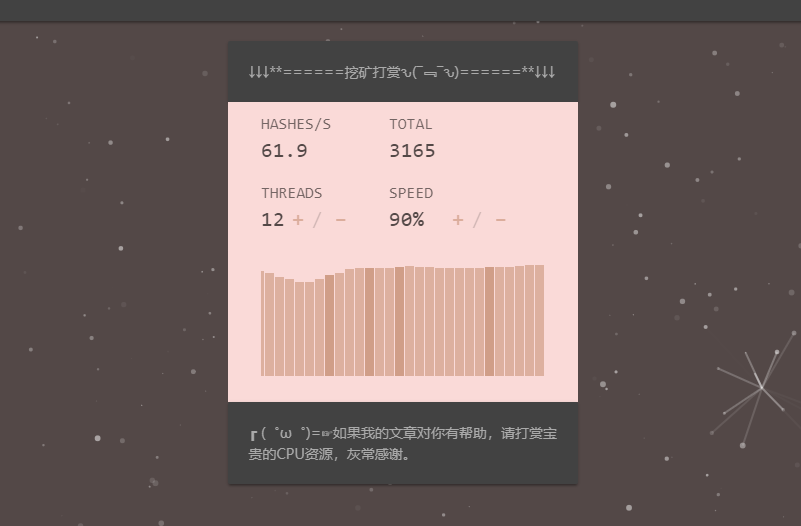 ↓↓↓**======挖矿打赏ԅ(¯﹃¯ԅ)======**↓↓↓
HASHES/S TOTAL
61.9 3165
THREADS SPEED
12 + / - 90% + / -
┏ (゜ω゜)=☞如果我的文章对你有帮助，请打赏宝
贵的CPU资源，灰常感谢。